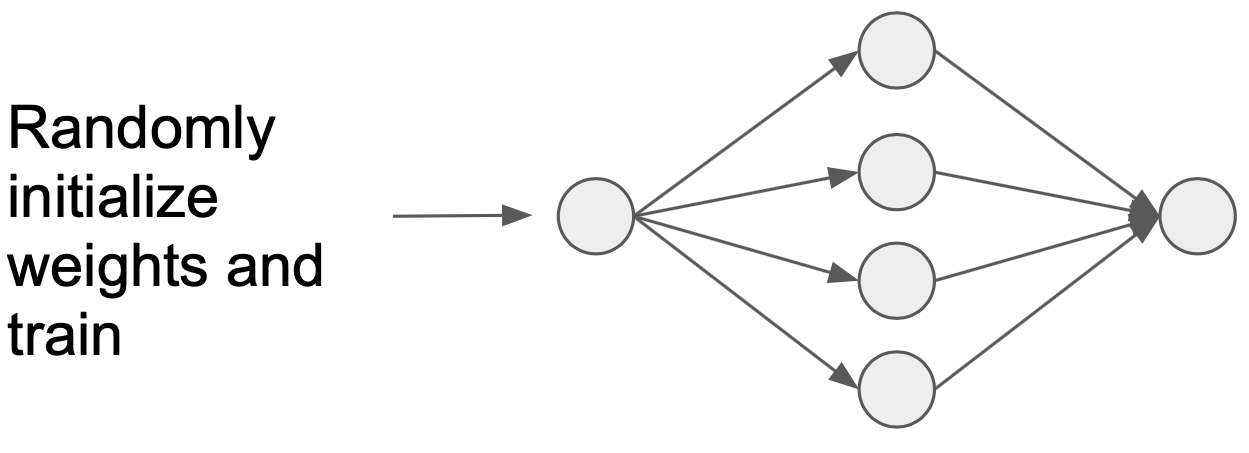 Randomly
initialize
weights and
train